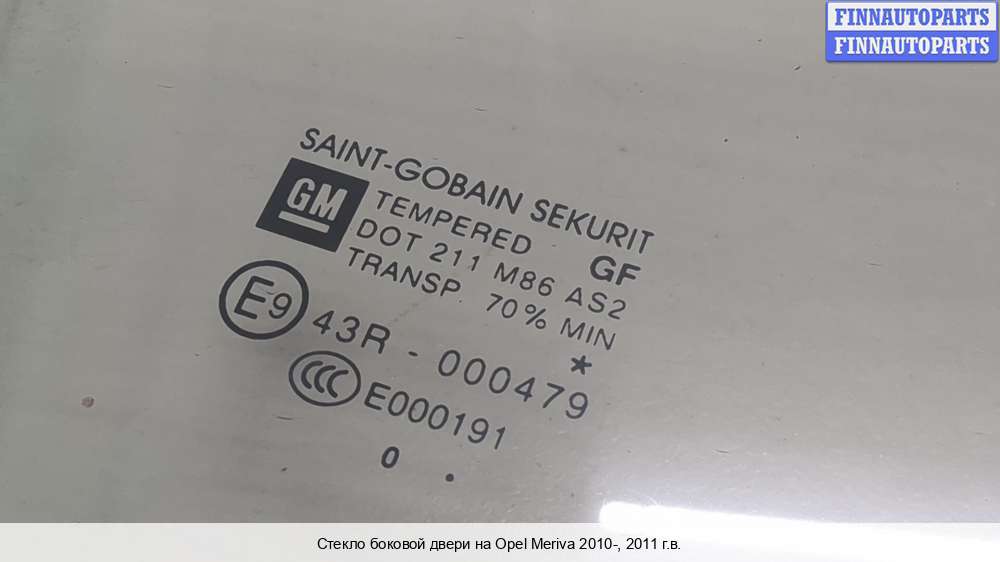 FINNAUTOPARTS
FINNAUTOPARTS
SAINT-GOBAIN SEKURIT
GM
TEMPERED GF
DOT 211 M86 AS2
TRANSP. 70% MIN
*
E9 43R - 000479
CCC E000191
0 .
Стекло боковой двери на Opel Meriva 2010-, 2011 г.в.